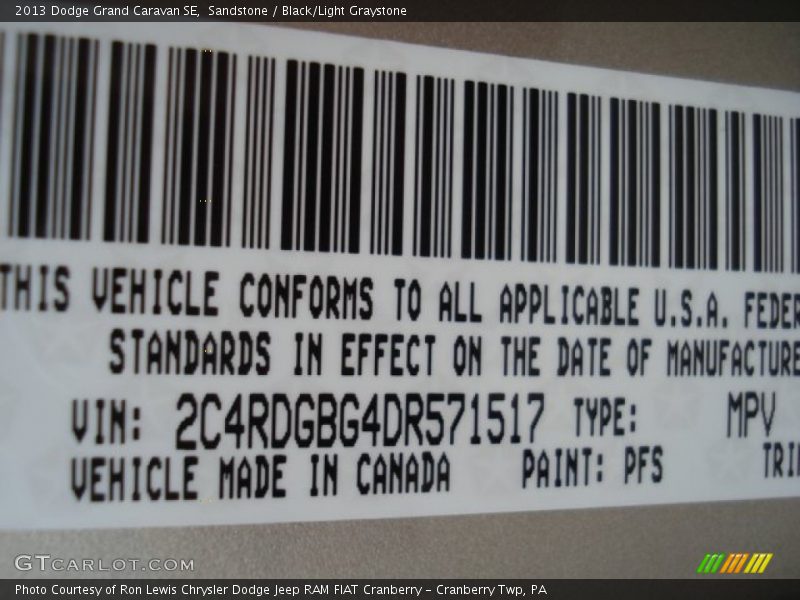 2013 Dodge Grand Caravan SE, Sandstone / Black/Light Graystone
THIS VEHICLE CONFORMS TO ALL APPLICABLE U.S.A. FEDER
STANDARDS IN EFFECT ON THE DATE OF MANUFACTURE
VIN: 2C4RDGBG4DR571517 TYPE: MPV
VEHICLE MADE IN CANADA PAINT: PFS TRI
GTCARLOT.COM
Photo Courtesy of Ron Lewis Chrysler Dodge Jeep RAM FIAT Cranberry - Cranberry Twp, PA